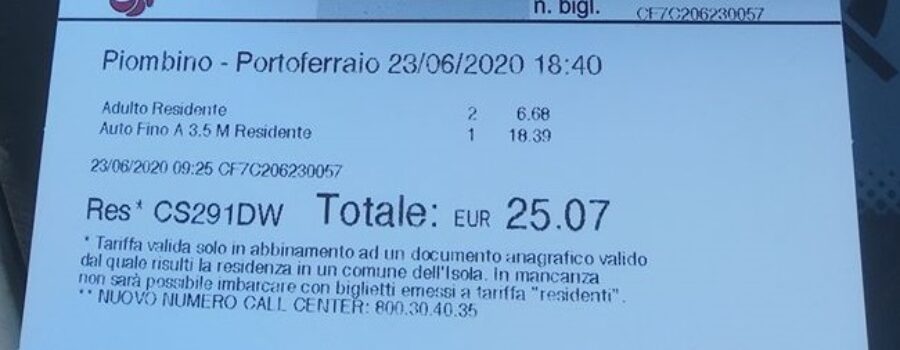 n. bigl. CF7C206230057
Piombino - Portoferraio 23/06/2020 18:40
Adulto Residente 2 6.68
Auto Fino A 3.5 M Residente 1 18.39
23/06/2020 09:25 CF7C206230057
Res* CS291DW Totale: EUR 25.07
* Tariffa valida solo in abbinamento ad un documento anagrafico valido
dal quale risulti la residenza in un comune dell'Isola. In mancanza
non sarà possibile imbarcare con biglietti emessi a tariffa "residenti".
** NUOVO NUMERO CALL CENTER: 800.30.40.35